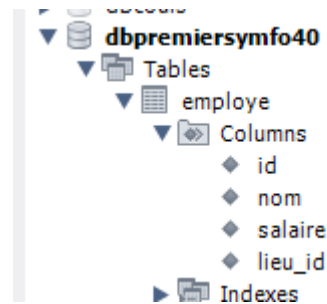 dbpremiersymfo40
Tables
employe
Columns
id
nom
salaire
lieu_id
Indexes